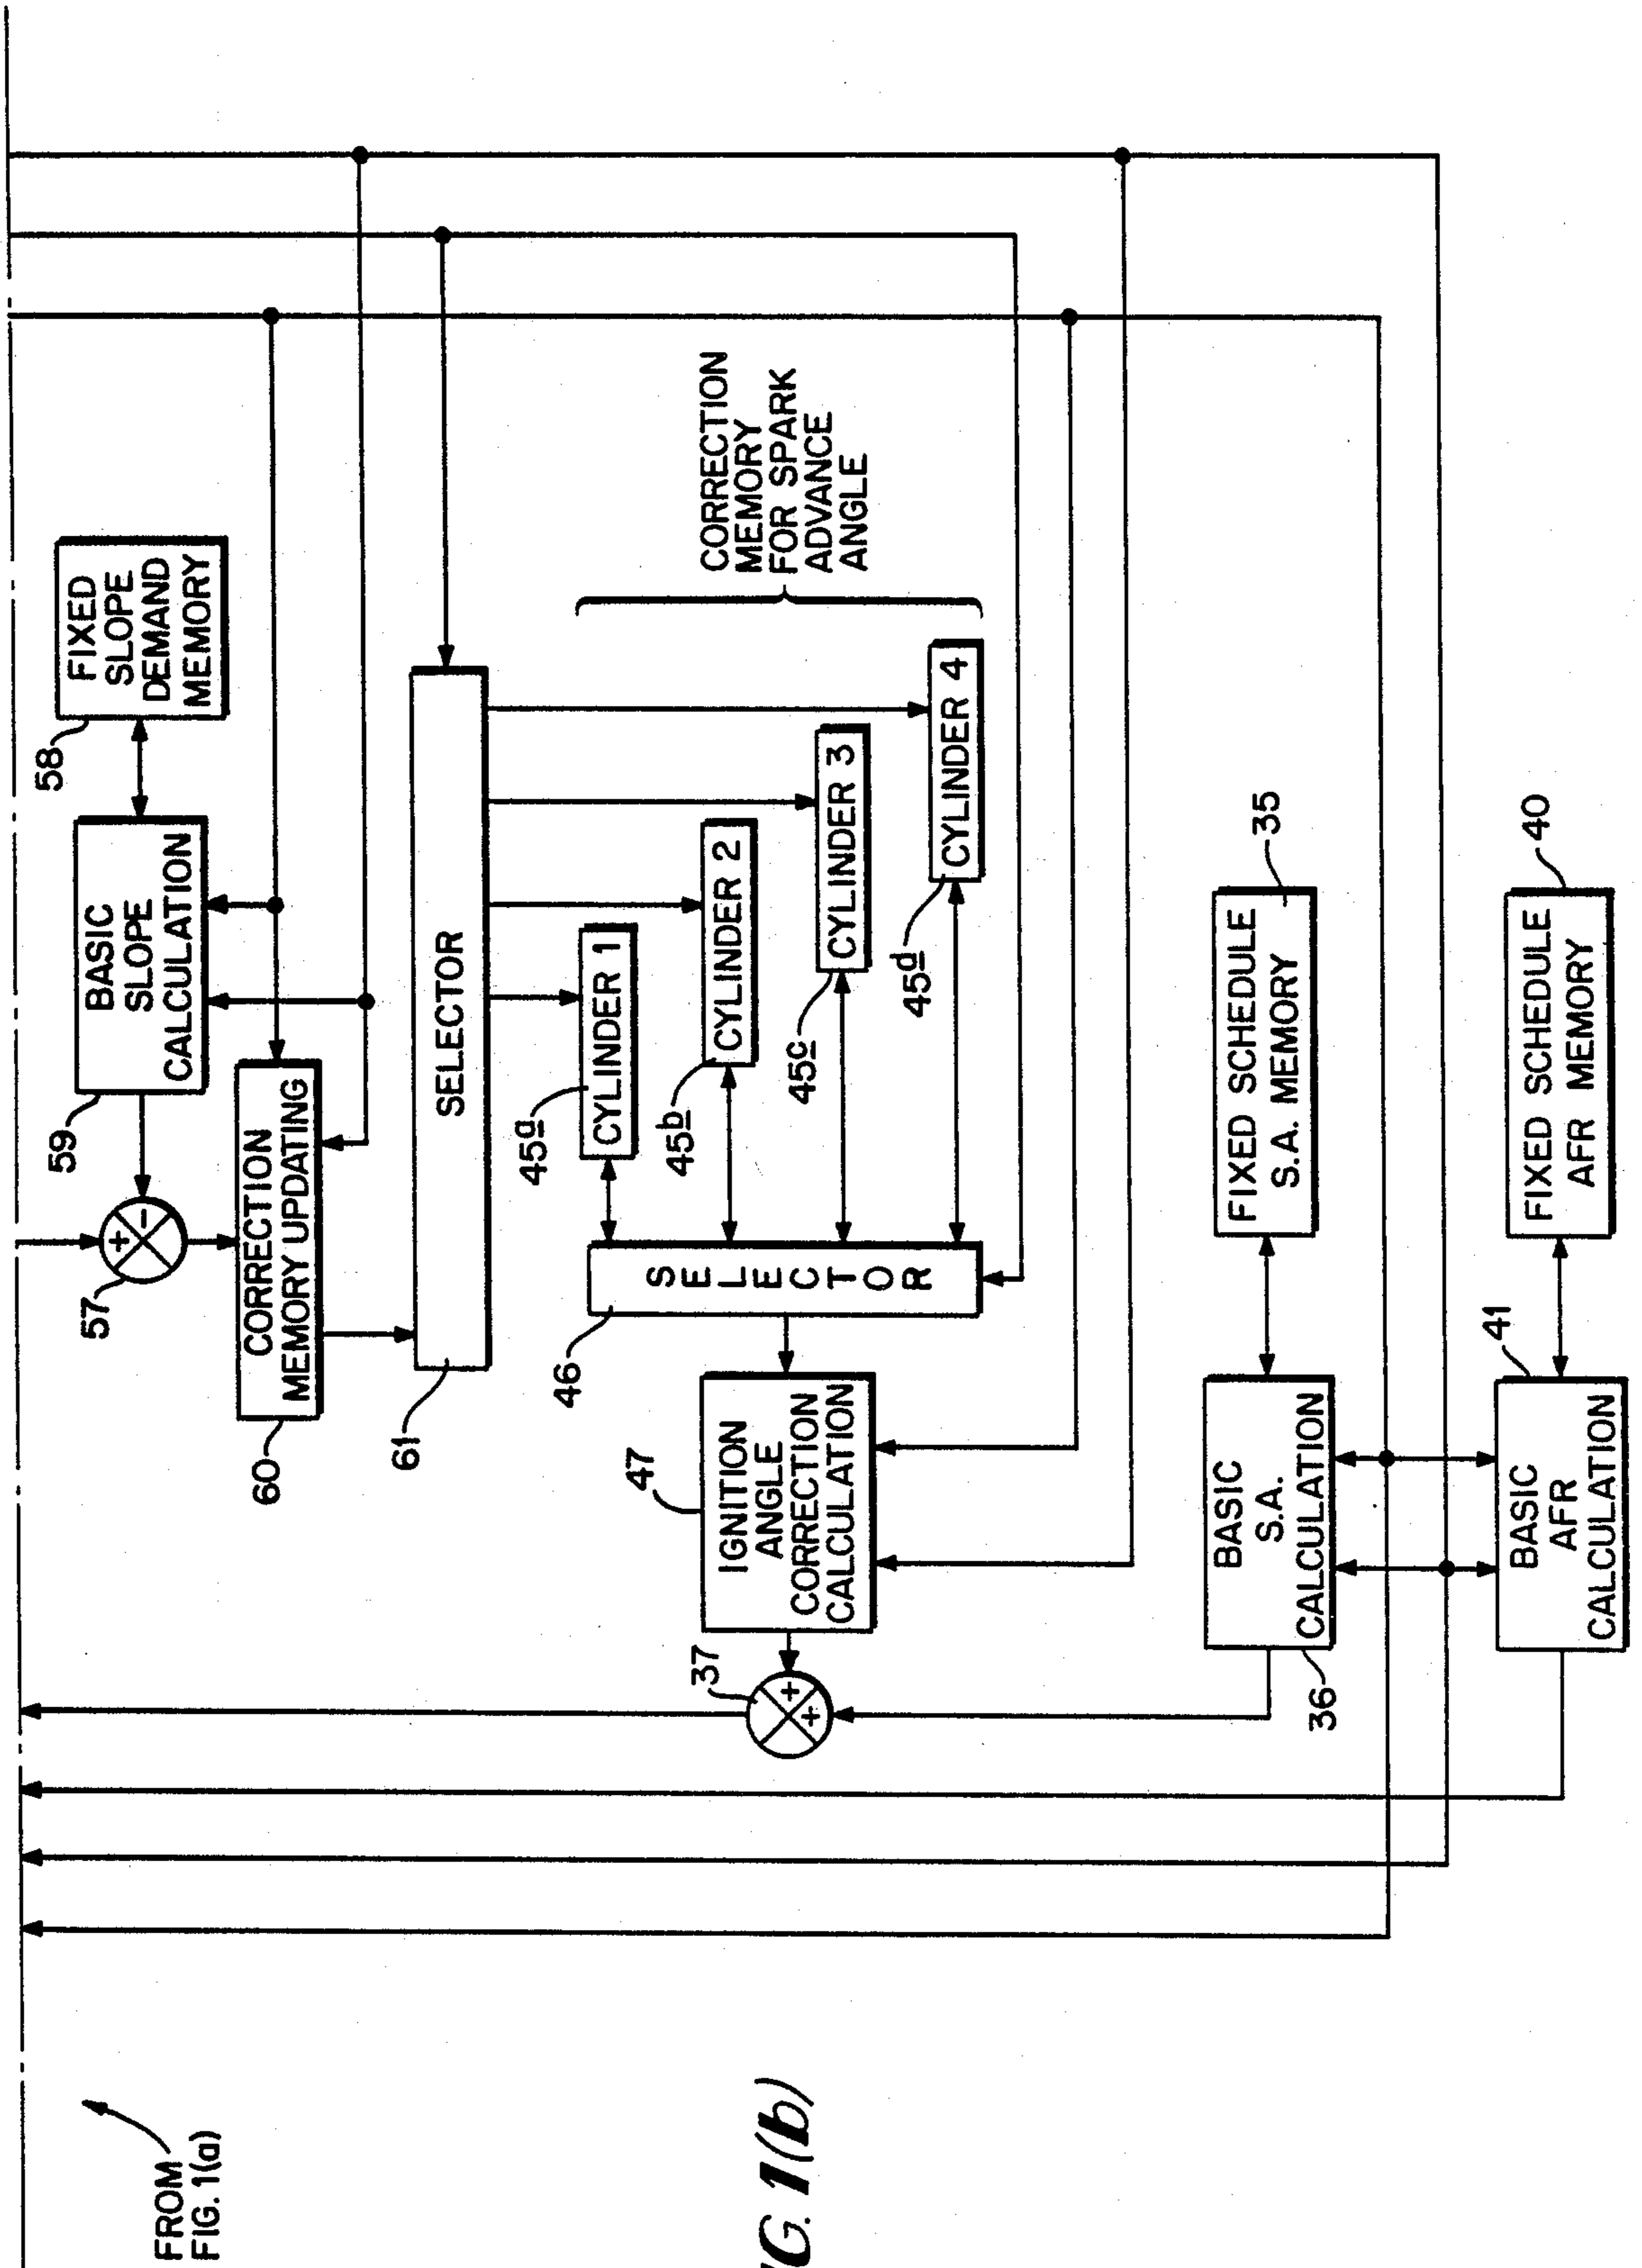 FROM
FIG. 1(a)
57
+
−
59
BASIC
SLOPE
CALCULATION
58
FIXED
SLOPE
DEMAND
MEMORY
60
CORRECTION
MEMORY UPDATING
61
SELECTOR
45a
CYLINDER 1
45b
CYLINDER 2
45c
CYLINDER 3
45d
CYLINDER 4
CORRECTION
MEMORY
FOR SPARK
ADVANCE
ANGLE
46
SELECTOR
47
IGNITION
ANGLE
CORRECTION
CALCULATION
37
+
+
36
BASIC
S.A.
CALCULATION
35
FIXED SCHEDULE
S.A. MEMORY
41
BASIC
AFR
CALCULATION
40
FIXED SCHEDULE
AFR MEMORY
G. 1(b)